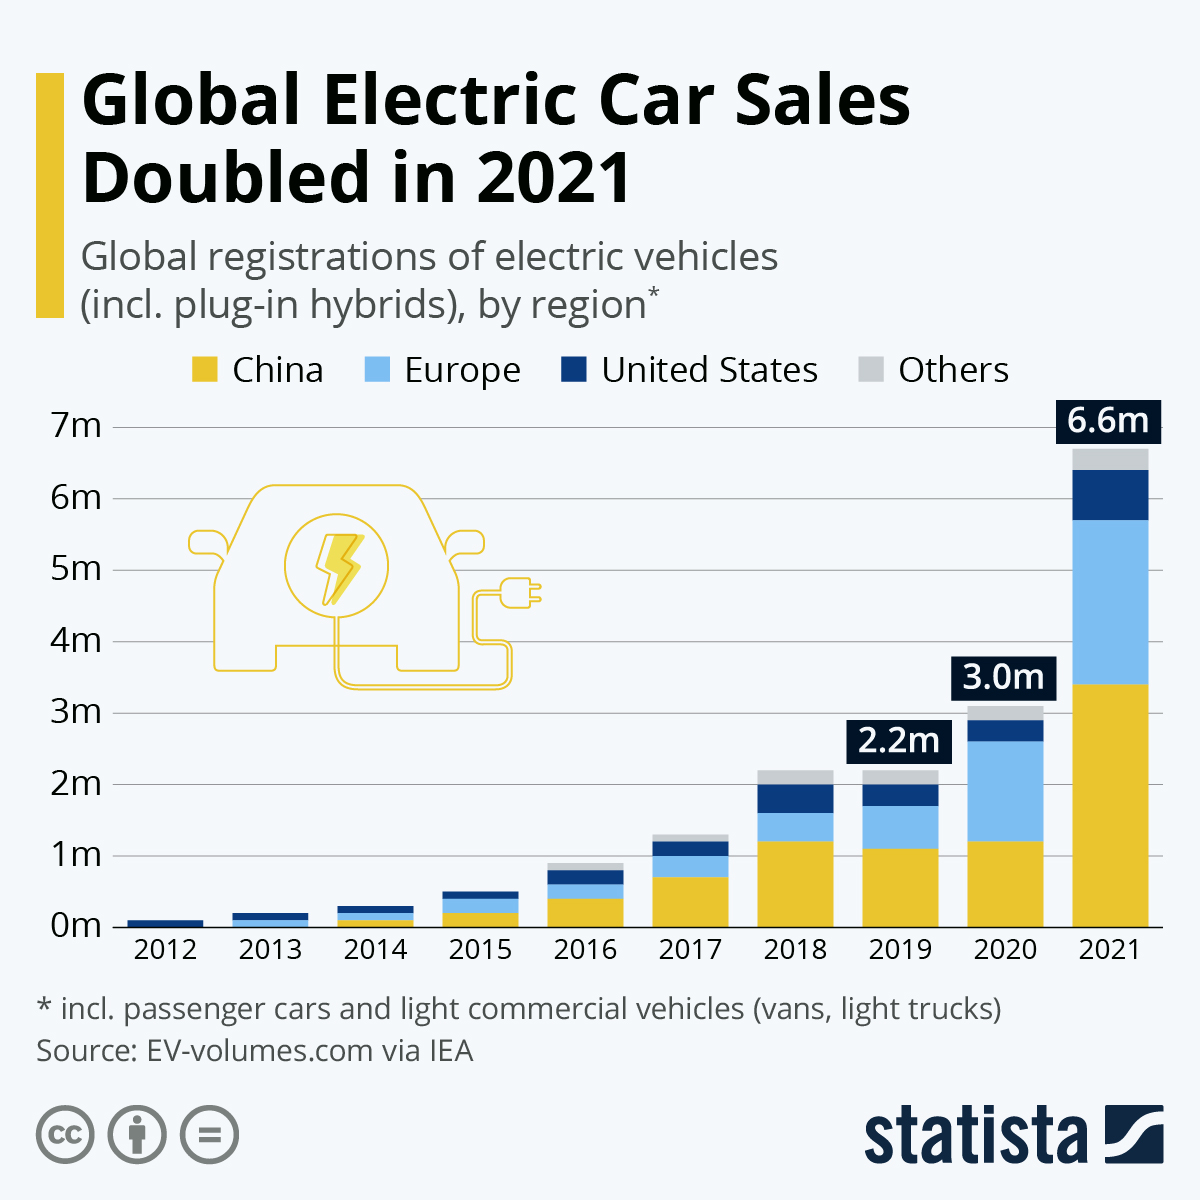 Global Electric Car Sales
Doubled in 2021
Global registrations of electric vehicles
(incl. plug-in hybrids), by region*
China Europe United States Others
7m
6m
5m
4m
3m
2m
1m
0m
6.6m
3.0m
2.2m
2012 2013 2014 2015 2016 2017 2018 2019 2020 2021
* incl. passenger cars and light commercial vehicles (vans, light trucks)
Source: EV-volumes.com via IEA
cc
statista